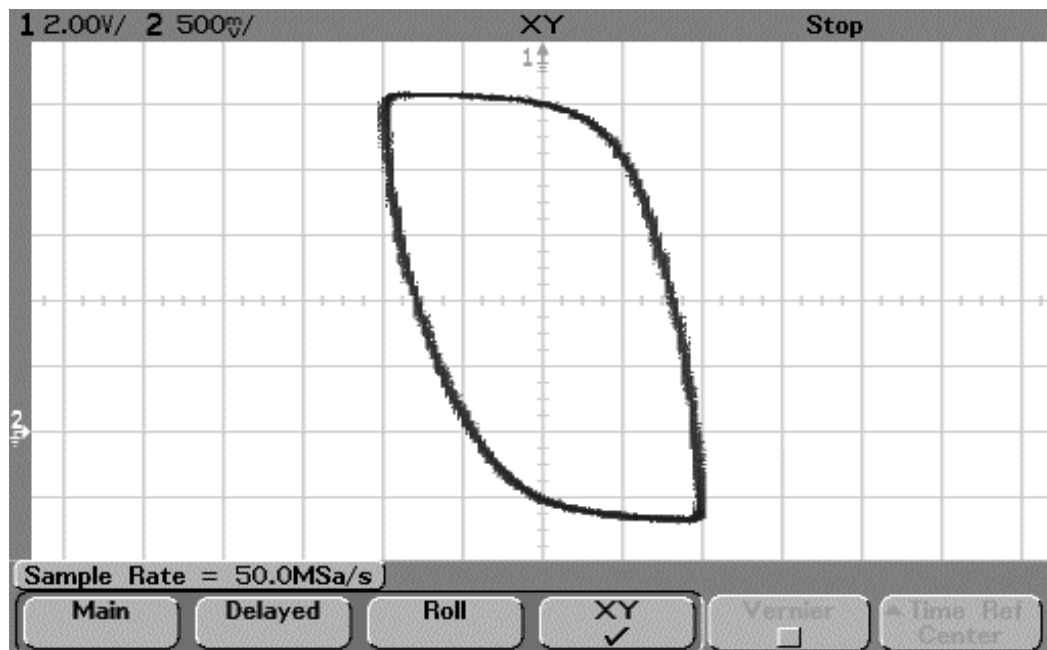 1 2.00V/ 2 500mV/ XY Stop
1
2
Sample Rate = 50.0MSa/s
Main Delayed Roll XY Vernier Time Ref
Center